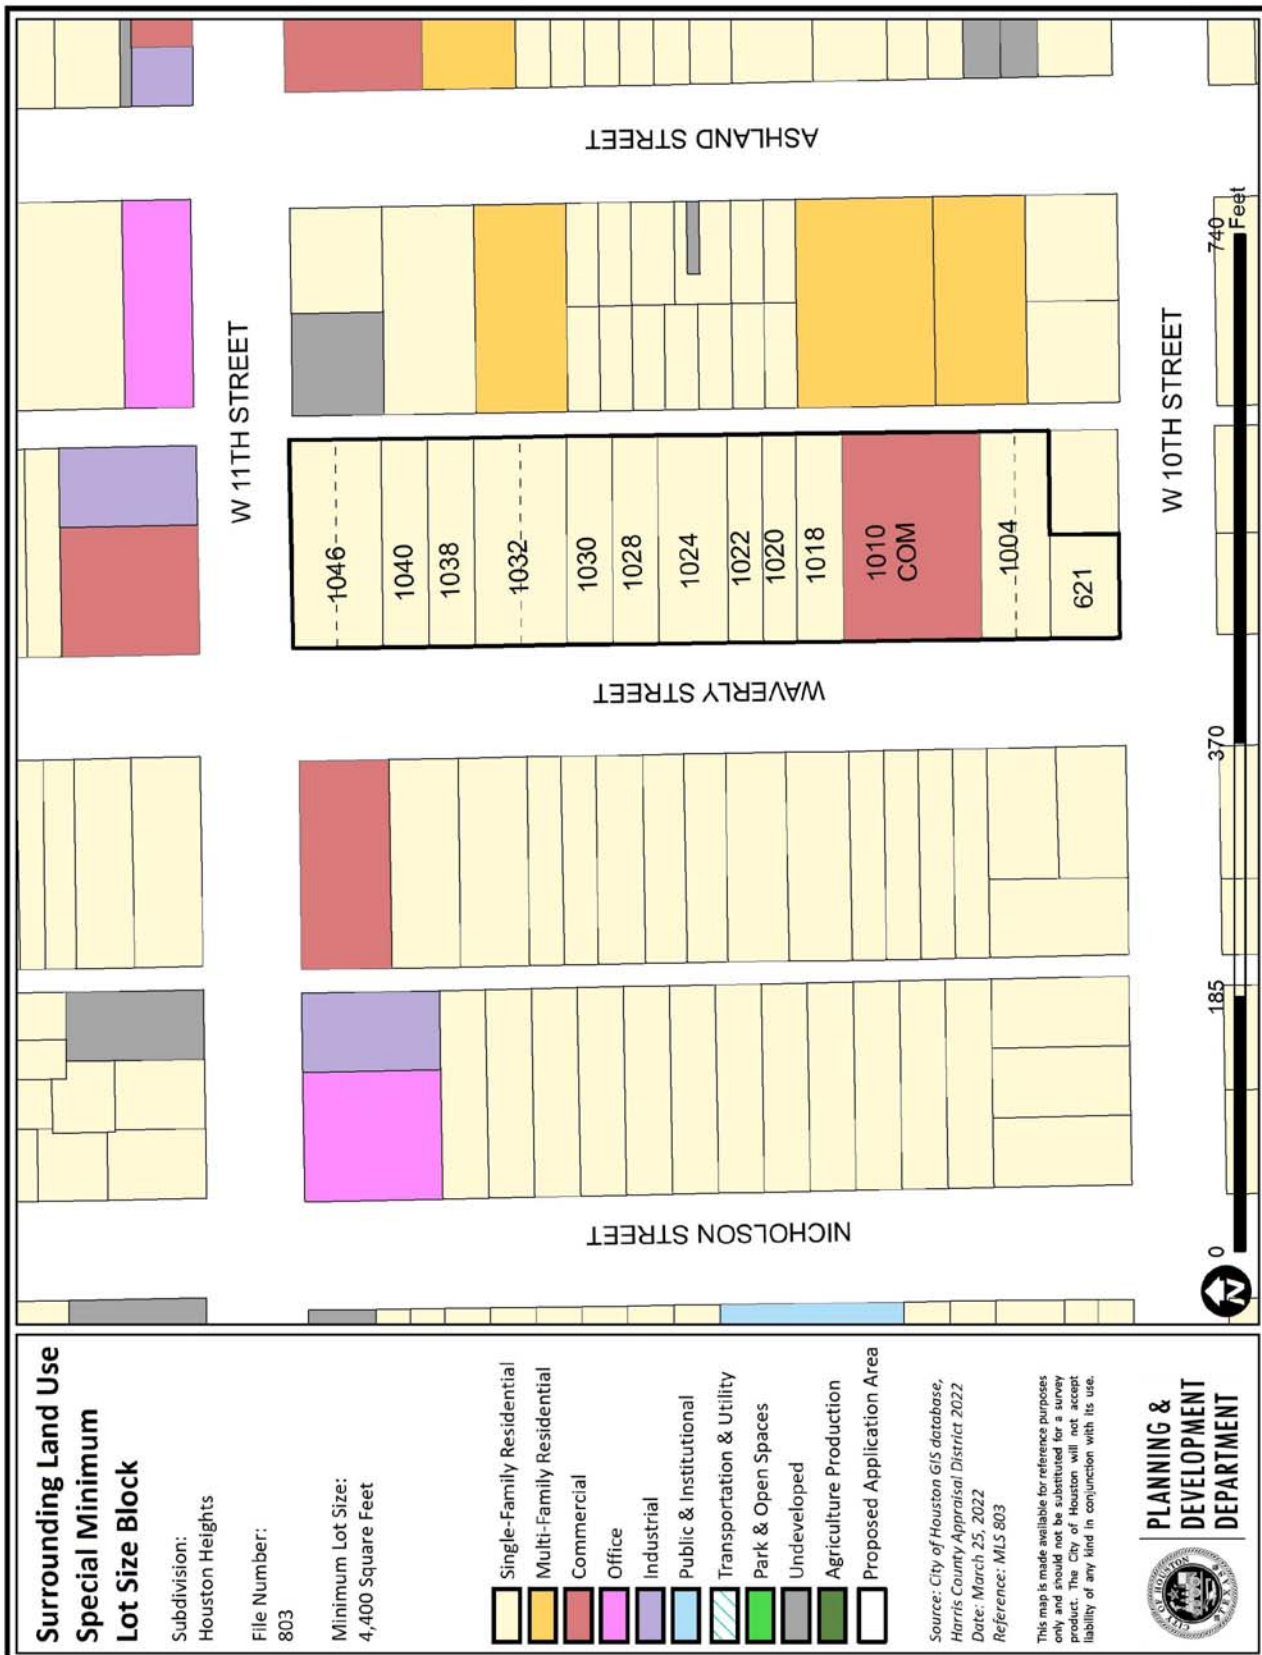 Surrounding Land Use
Special Minimum
Lot Size Block
Subdivision:
Houston Heights
File Number:
803
Minimum Lot Size:
4,400 Square Feet
Single-Family Residential
Multi-Family Residential
Commercial
Office
Industrial
Public & Institutional
Transportation & Utility
Park & Open Spaces
Undeveloped
Agriculture Production
Proposed Application Area
Source: City of Houston GIS database,
Harris County Appraisal District 2022
Date: March 25, 2022
Reference: MLS 803
This map is made available for reference purposes
only and should not be substituted for a survey
product. The City of Houston will not accept
liability of any kind in conjunction with its use.
CITY OF HOUSTON
TEXAS
PLANNING &
DEVELOPMENT
DEPARTMENT
NICHOLSON STREET
WAVERLY STREET
ASHLAND STREET
W 11TH STREET
1046
1040
1038
1032
1030
1028
1024
1022
1020
1018
1010
COM
1004
621
W 10TH STREET
N
0
185
370
740
Feet